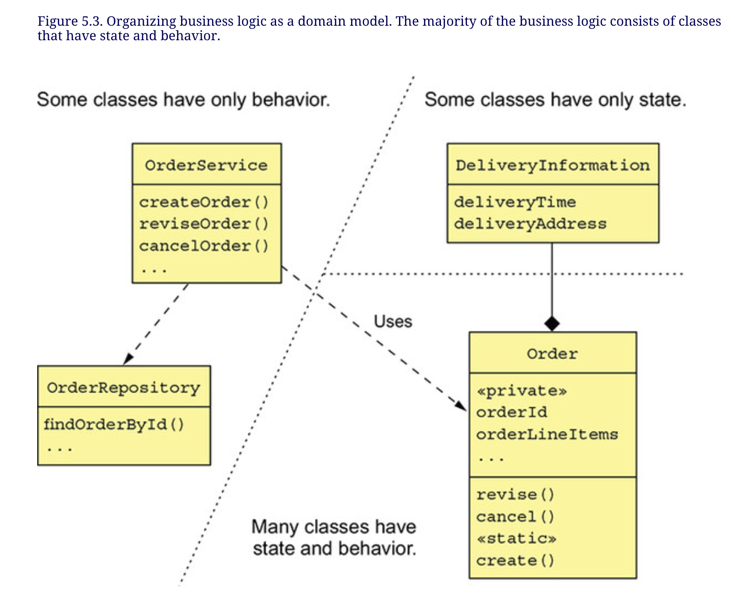 Figure 5.3. Organizing business logic as a domain model. The majority of the business logic consists of classes
that have state and behavior.
Some classes have only behavior.
Some classes have only state.
OrderService
createOrder()
reviseOrder()
cancelOrder()
...
DeliveryInformation
deliveryTime
deliveryAddress
Uses
OrderRepository
findOrderById()
...
Order
«private»
orderId
orderLineItems
...
revise()
cancel()
«static»
create()
Many classes have
state and behavior.